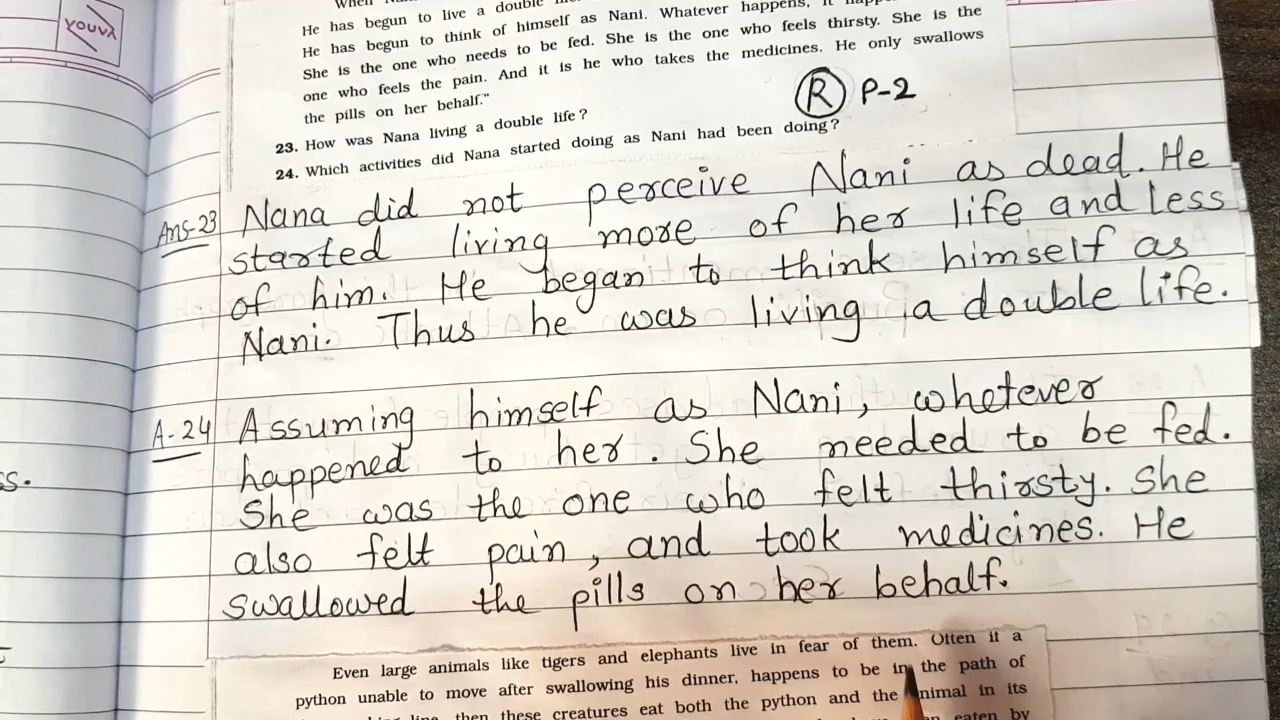 When
He has begun to live a double
He has begun to think of himself as Nani. Whatever happens, it
She is the one who needs to be fed. She is the one who feels thirsty. She is the
one who feels the pain. And it is he who takes the medicines. He only swallows
the pills on her behalf."
R P-2
23. How was Nana living a double life?
24. Which activities did Nana started doing as Nani had been doing?
Ans-23 Nana did not perceive Nani as dead. He
started living more of her life and less
of him. He began to think himself as
Nani. Thus he was living a double life.
A-24 Assuming himself as Nani, whetever
happened to her. She needed to be fed.
She was the one who felt thirsty. She
also felt pain, and took medicines. He
swallowed the pills on her behalf.
Even large animals like tigers and elephants live in fear of them. Often if a
python unable to move after swallowing his dinner, happens to be in the path of
line, then these creatures eat both the python and the animal in its
eaten by